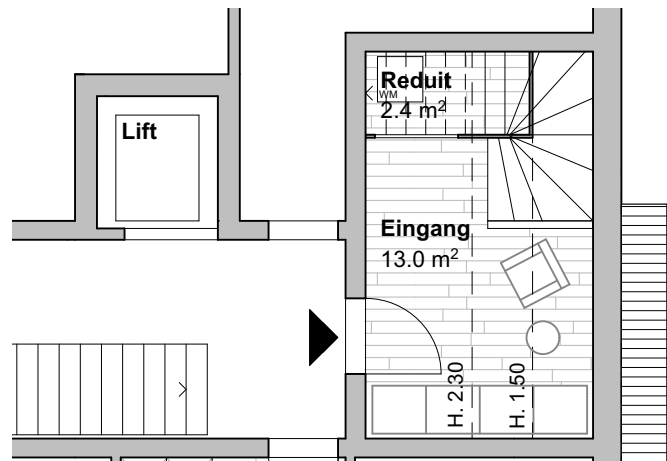 Reduit
WM
2.4 m²
Lift
Eingang
13.0 m²
H. 2.30
H. 1.50